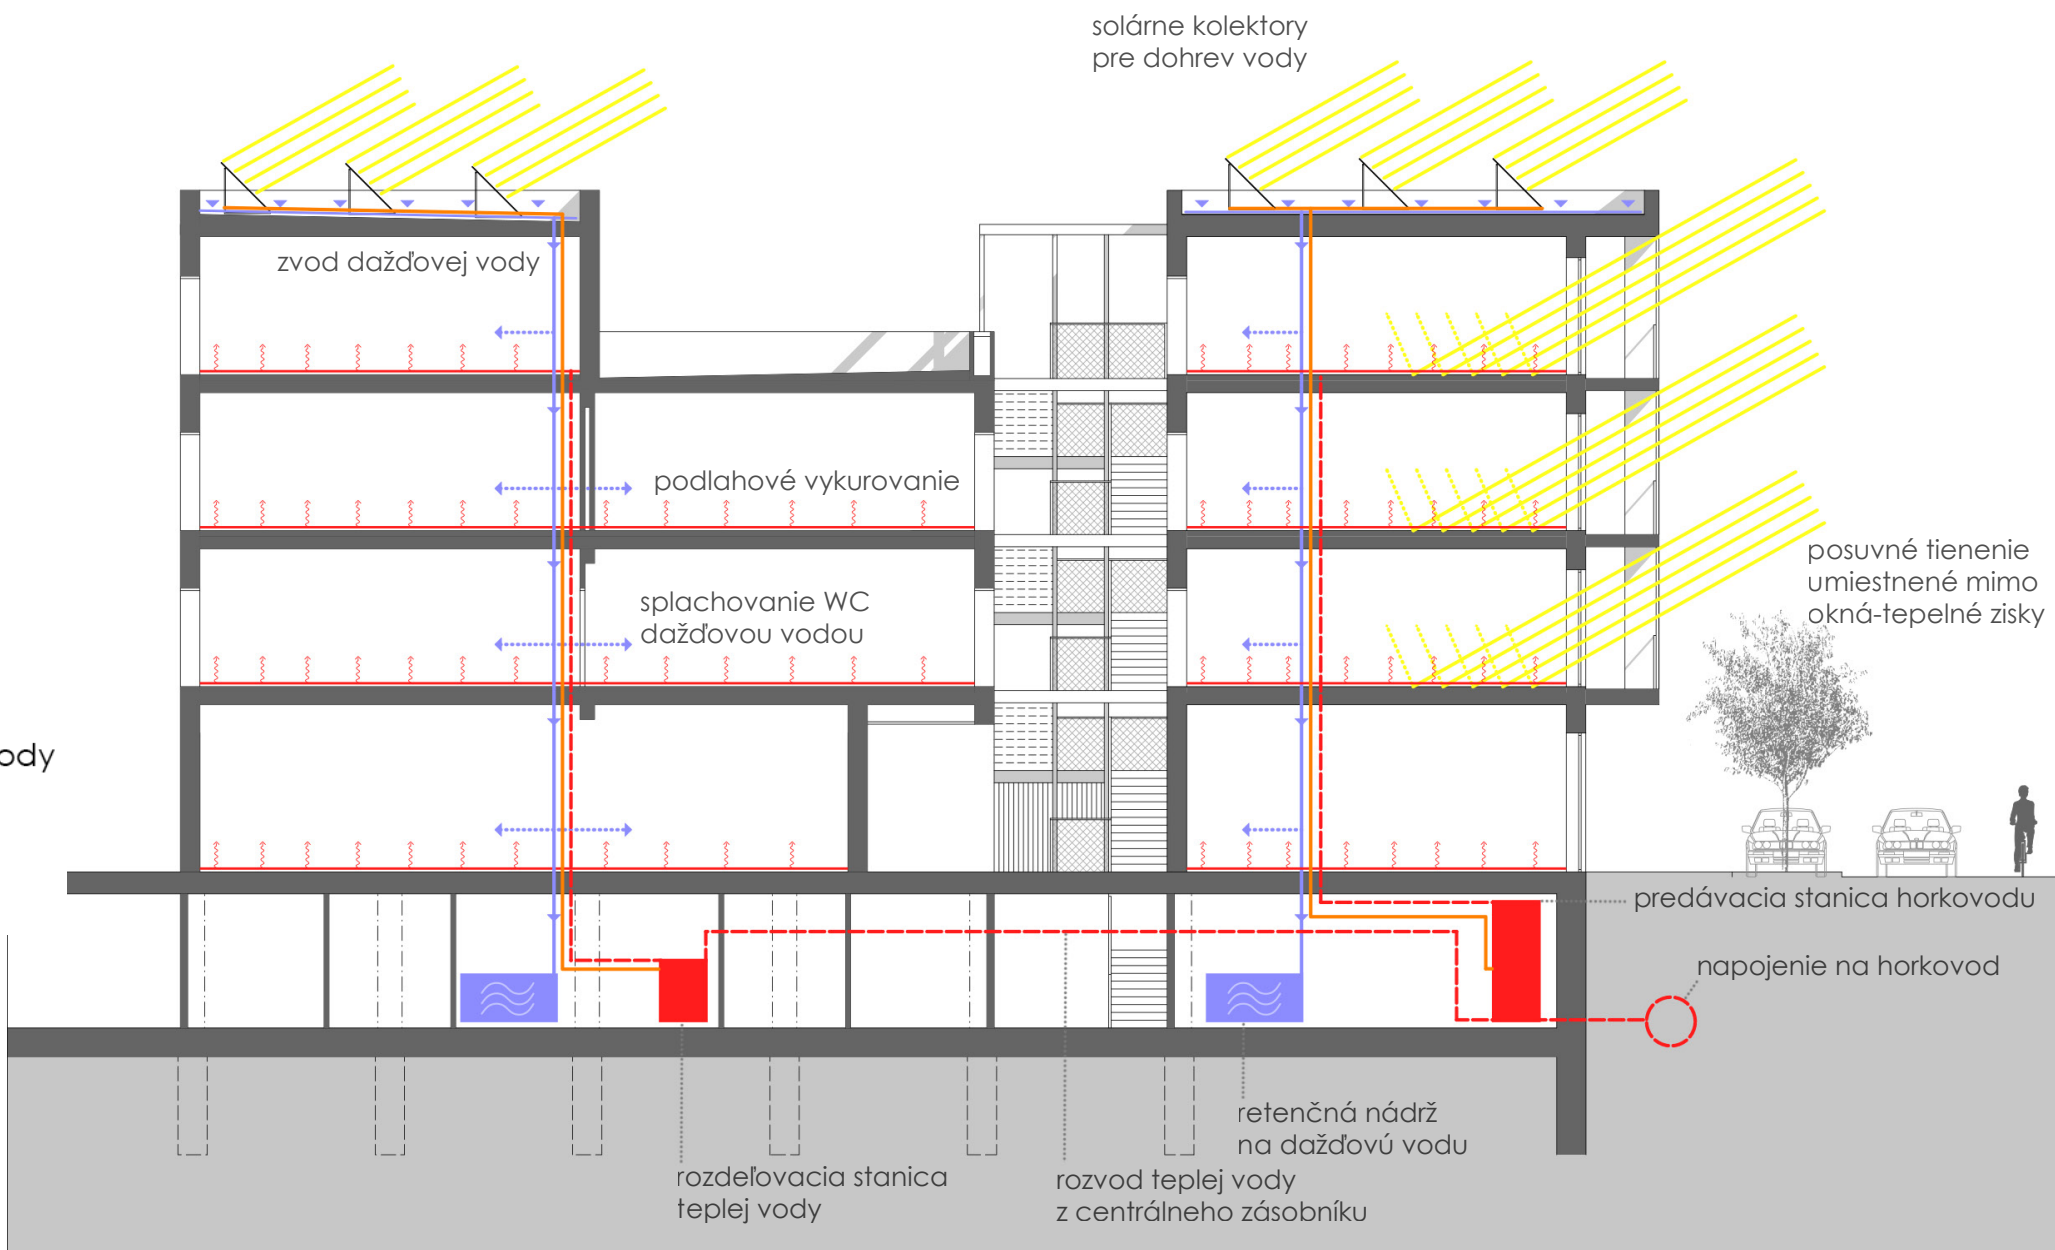 solárne kolektory
pre dohrev vody
zvod dažďovej vody
podlahové vykurovanie
splachovanie WC
dažďovou vodou
posuvné tienenie
umiestnené mimo
okná-tepelné zisky
ody
predávacia stanica horkovodu
napojenie na horkovod
retenčná nádrž
na dažďovú vodu
rozdeľovacia stanica
teplej vody
rozvod teplej vody
z centrálneho zásobníku